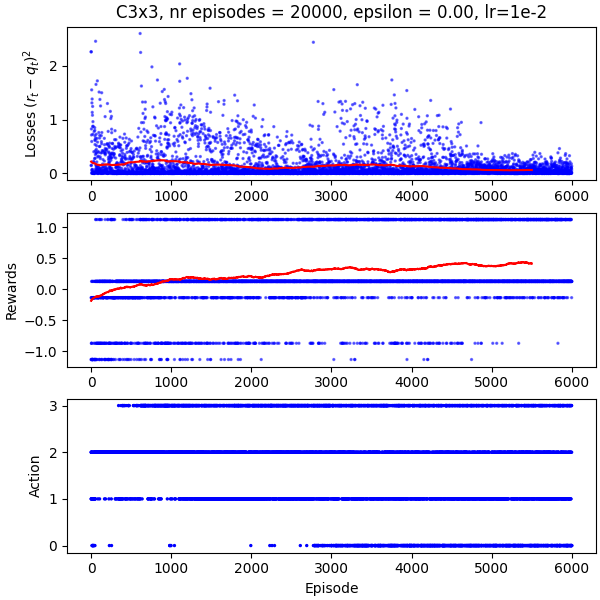 C3x3, nr episodes = 20000, epsilon = 0.00, lr=1e-2
Losses $(r_t - q_t)^2$
2
1
0
0 1000 2000 3000 4000 5000 6000
Rewards
1.0
0.5
0.0
−0.5
−1.0
0 1000 2000 3000 4000 5000 6000
Action
3
2
1
0
0 1000 2000 3000 4000 5000 6000
Episode